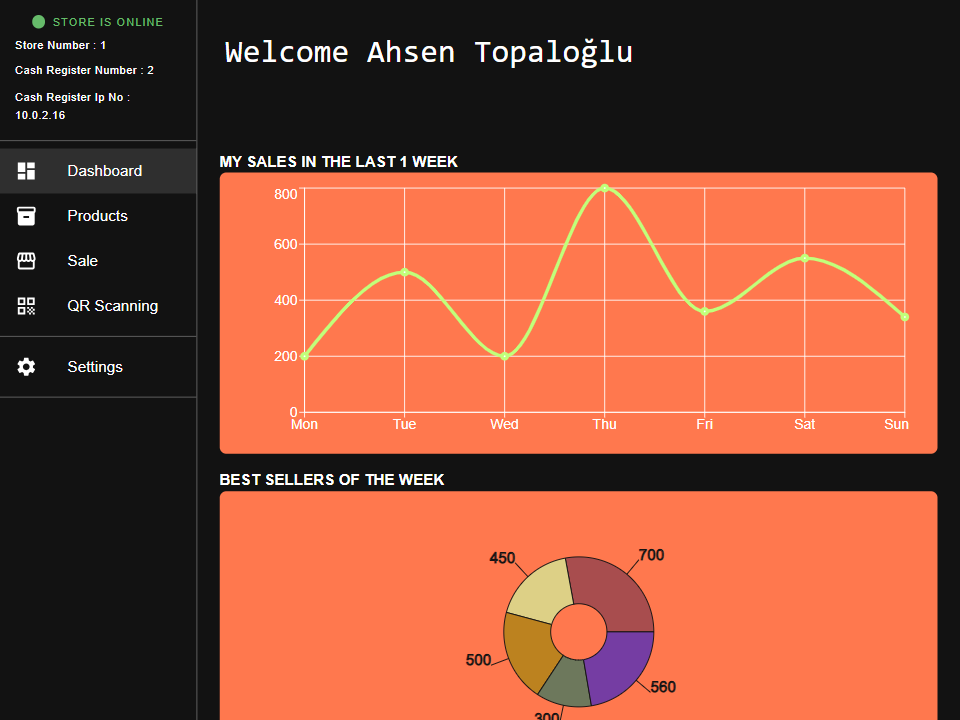 STORE IS ONLINE
Store Number : 1
Cash Register Number : 2
Cash Register Ip No :
10.0.2.16
Dashboard
Products
Sale
QR Scanning
Settings
Welcome Ahsen Topaloğlu
MY SALES IN THE LAST 1 WEEK
800
600
400
200
0
Mon Tue Wed Thu Fri Sat Sun
BEST SELLERS OF THE WEEK
450 700
500 560
300